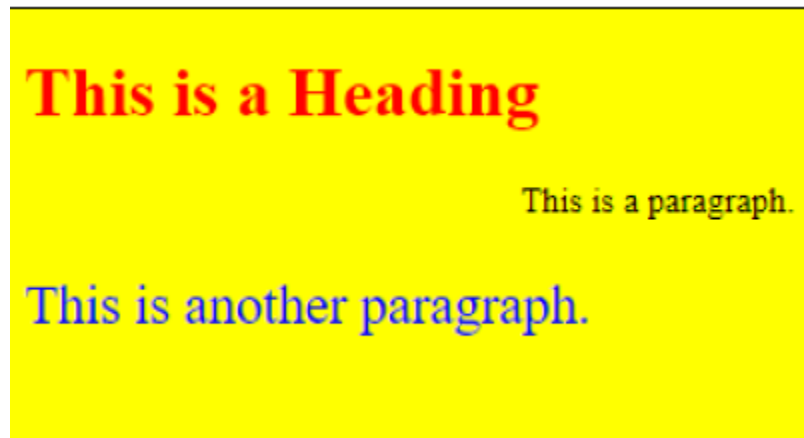 This is a Heading
This is a paragraph.
This is another paragraph.